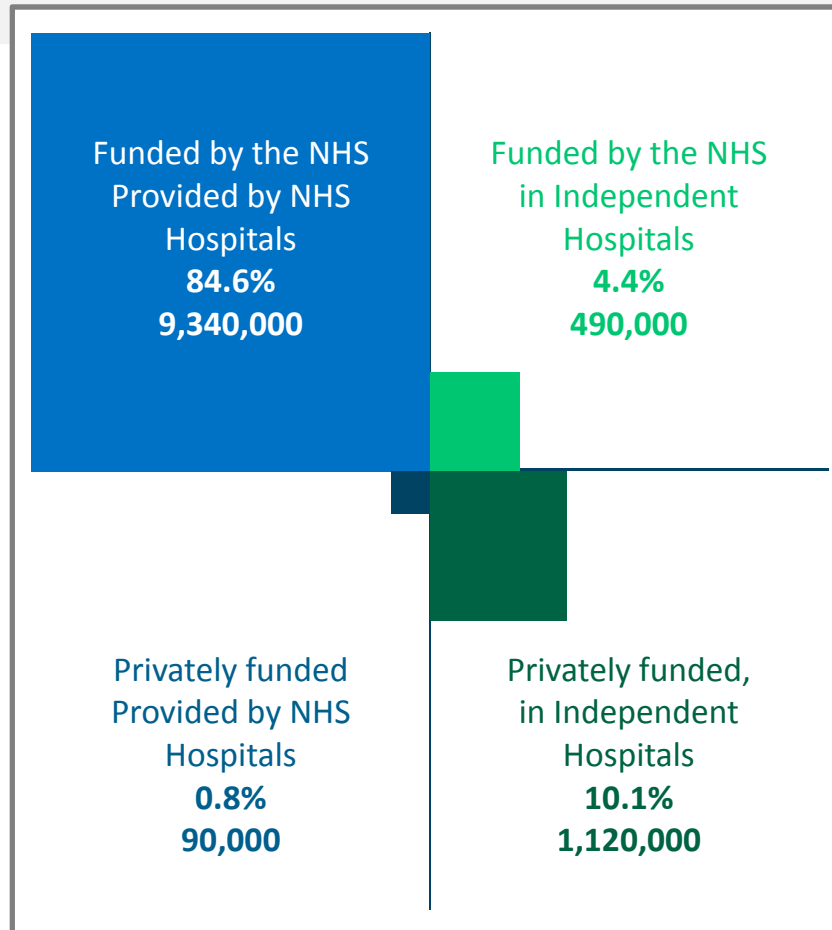 Funded by the NHS
Provided by NHS
Hospitals
84.6%
9,340,000
Funded by the NHS
in Independent
Hospitals
4.4%
490,000
Privately funded
Provided by NHS
Hospitals
0.8%
90,000
Privately funded,
in Independent
Hospitals
10.1%
1,120,000